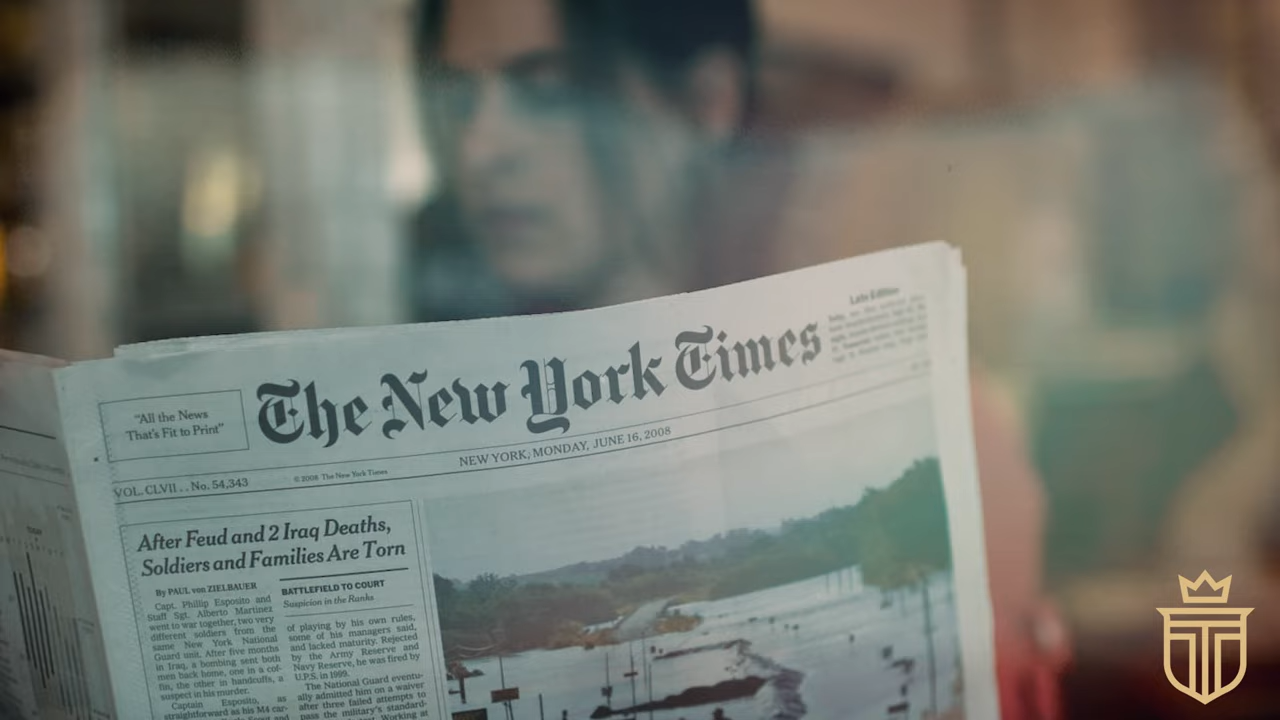 The New York Times
Late Edition
"All the News
That's Fit to Print"
VOL. CLVII . . No. 54,343
© 2008 The New York Times
NEW YORK, MONDAY, JUNE 16, 2008
After Feud and 2 Iraq Deaths,
Soldiers and Families Are Torn
By PAUL von ZIELBAUER
Capt. Phillip Esposito and
Staff Sgt. Alberto Martinez
went to war together, two very
different soldiers from the
same New York National
Guard unit. After five months
in Iraq, a bombing sent both
men back home, one in a cof-
fin, the other in handcuffs, a
suspect in his murder.
Captain Esposito, as
straightforward as his M4 car-
BATTLEFIELD TO COURT
Suspicion in the Ranks
of playing by his own rules,
some of his managers said,
and lacked maturity. Rejected
by the Army Reserve and
Navy Reserve, he was fired by
U.P.S. in 1999.
The National Guard eventu-
ally admitted him on a waiver
after three failed attempts to
pass the military's standard-
TODAY